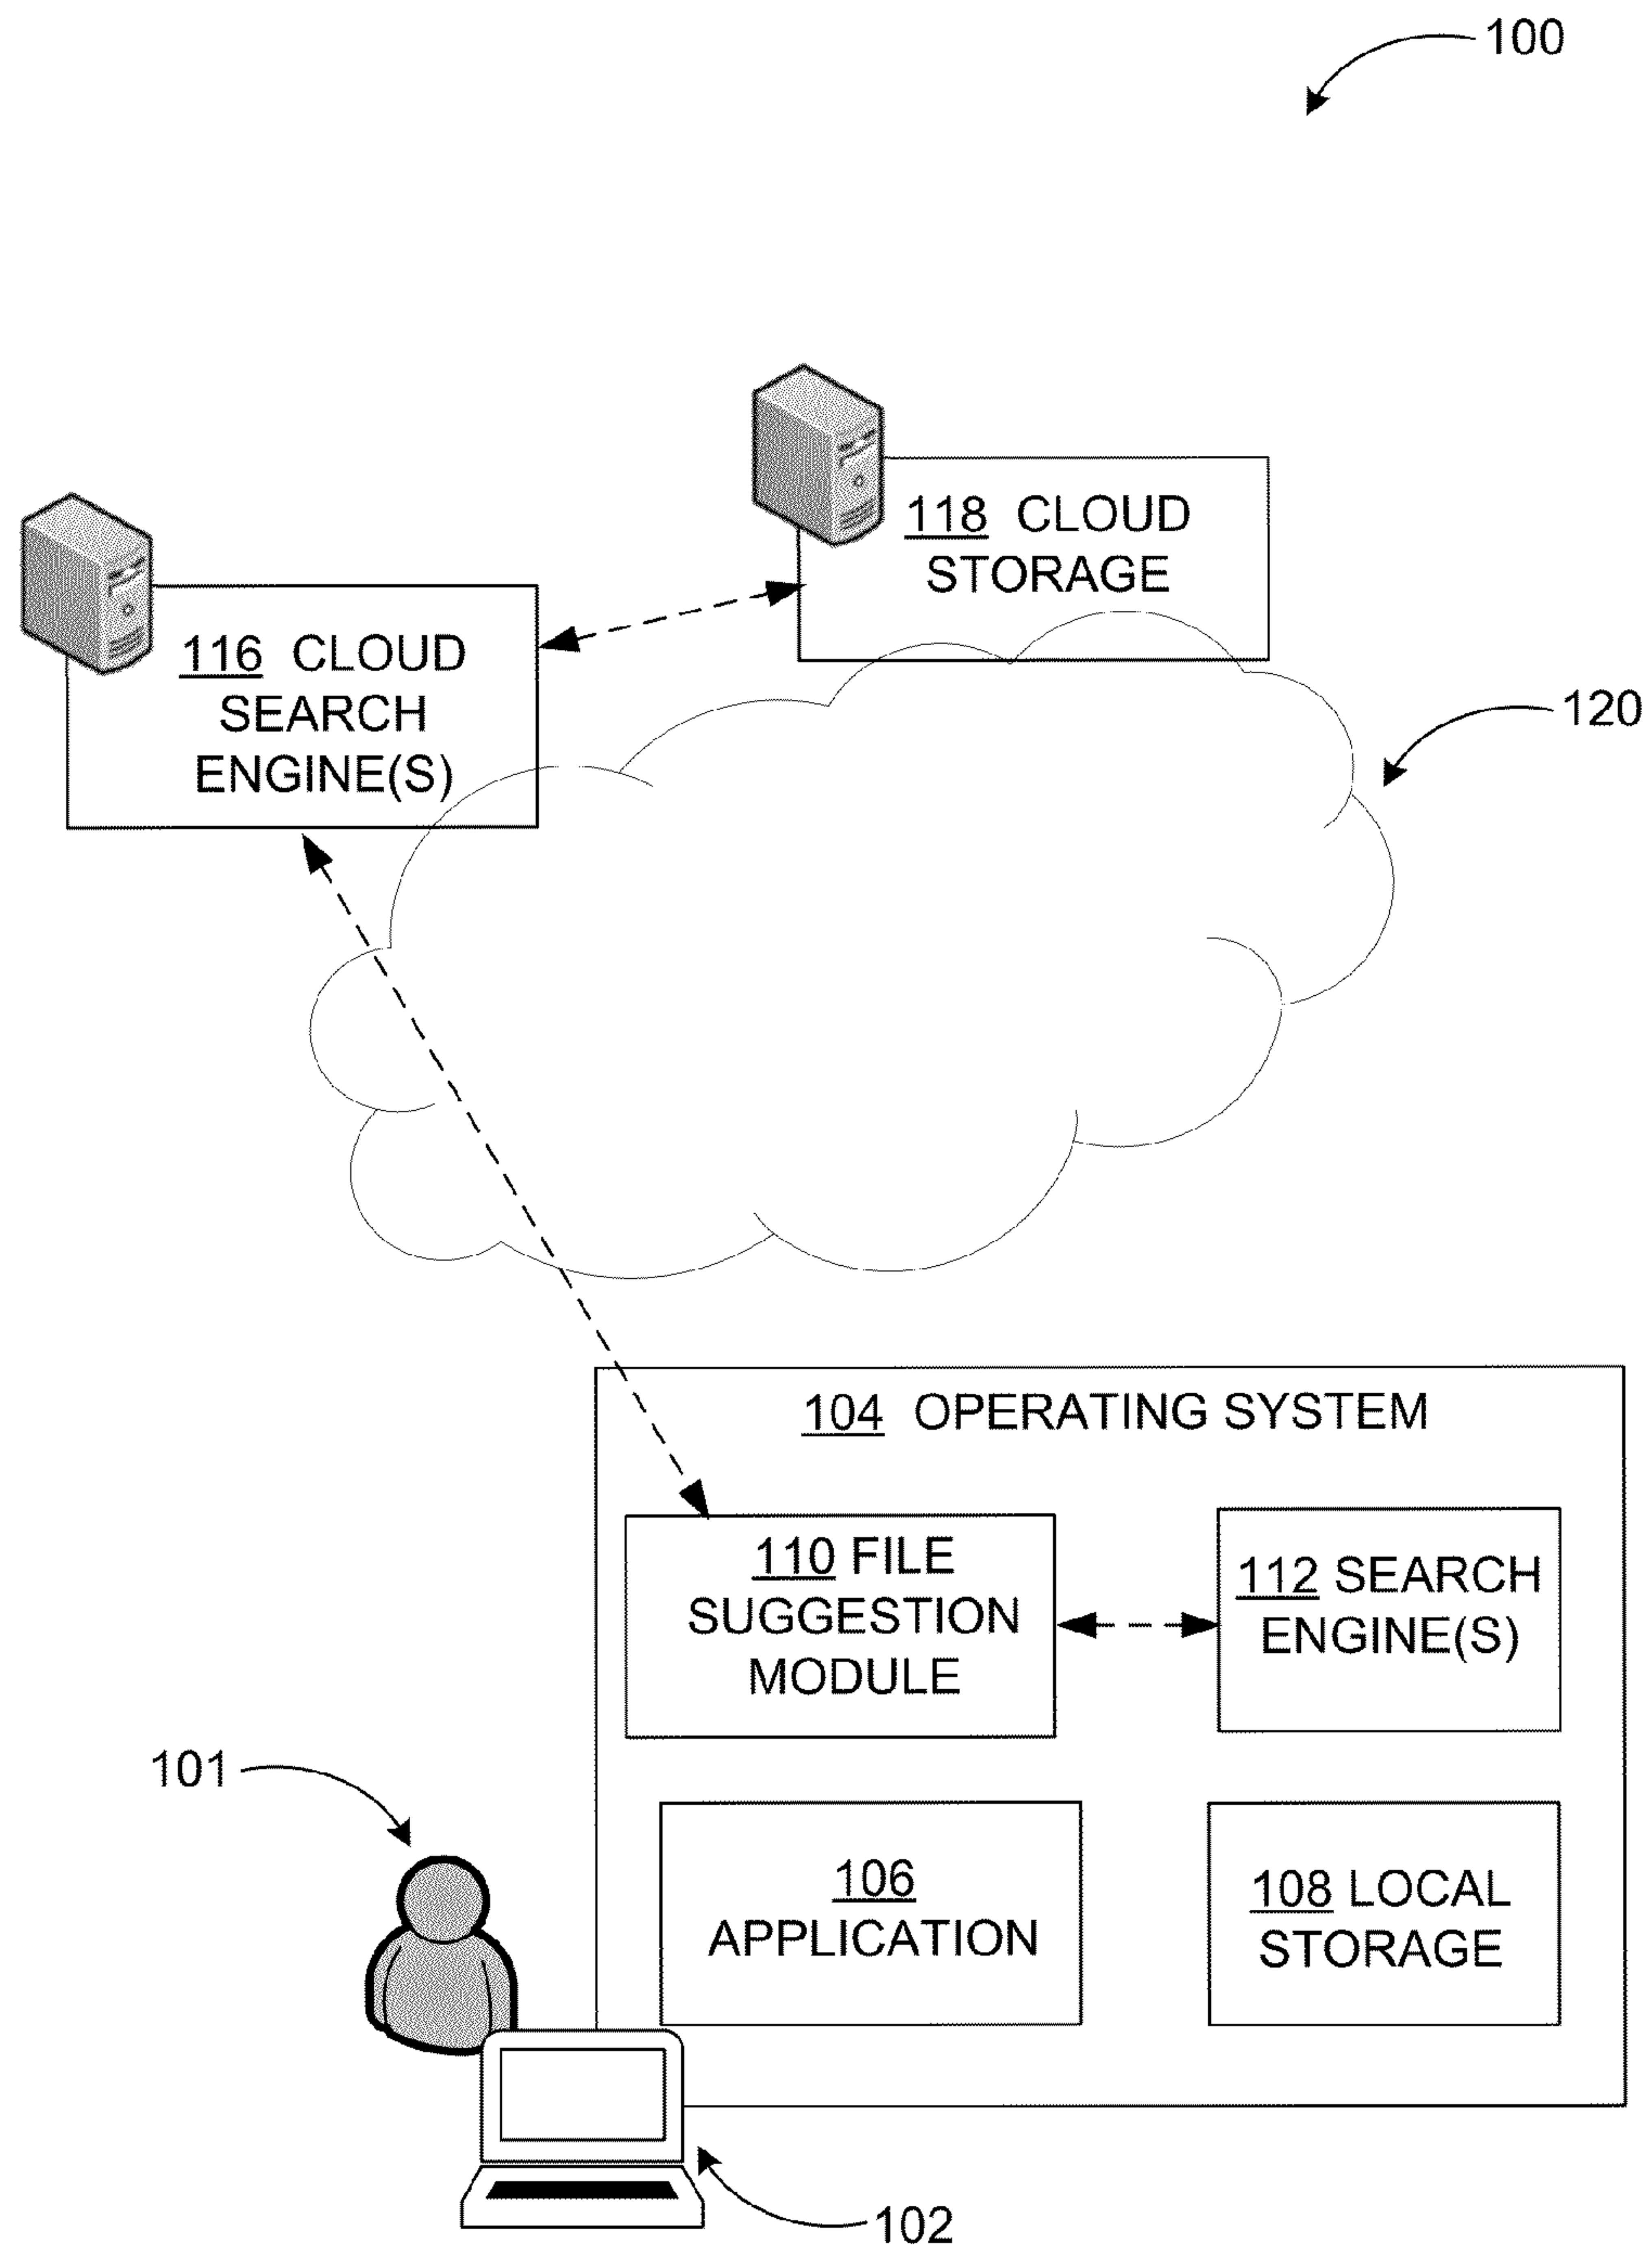 100
118 CLOUD
STORAGE
116 CLOUD
SEARCH
ENGINE(S)
120
104 OPERATING SYSTEM
110 FILE
SUGGESTION
MODULE
112 SEARCH
ENGINE(S)
101
106
APPLICATION
108 LOCAL
STORAGE
102